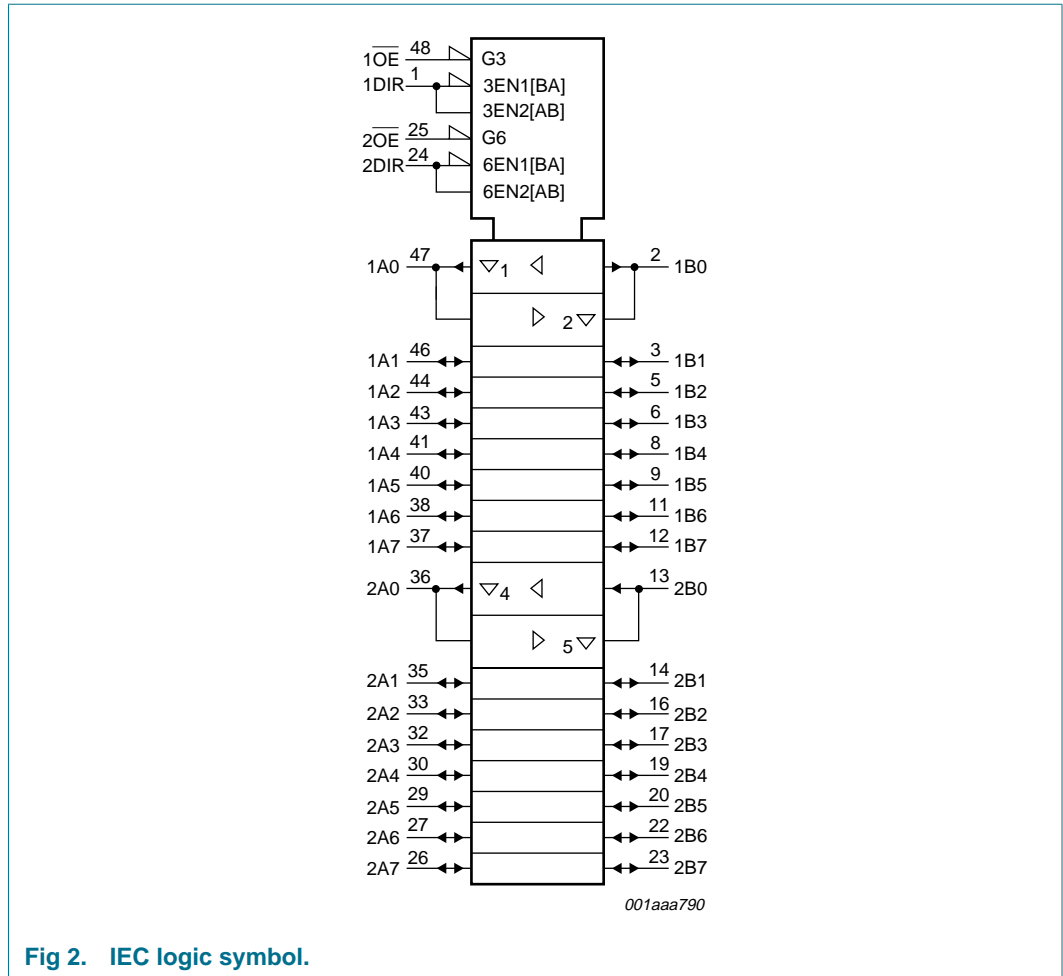 1O̅E̅ 48 G3
1DIR 1 3EN1[BA]
3EN2[AB]
2O̅E̅ 25 G6
2DIR 24 6EN1[BA]
6EN2[AB]
1A0 47 1 2 1B0
2
1A1 46 3 1B1
1A2 44 5 1B2
1A3 43 6 1B3
1A4 41 8 1B4
1A5 40 9 1B5
1A6 38 11 1B6
1A7 37 12 1B7
2A0 36 4 13 2B0
5
2A1 35 14 2B1
2A2 33 16 2B2
2A3 32 17 2B3
2A4 30 19 2B4
2A5 29 20 2B5
2A6 27 22 2B6
2A7 26 23 2B7
001aaa790
Fig 2. IEC logic symbol.